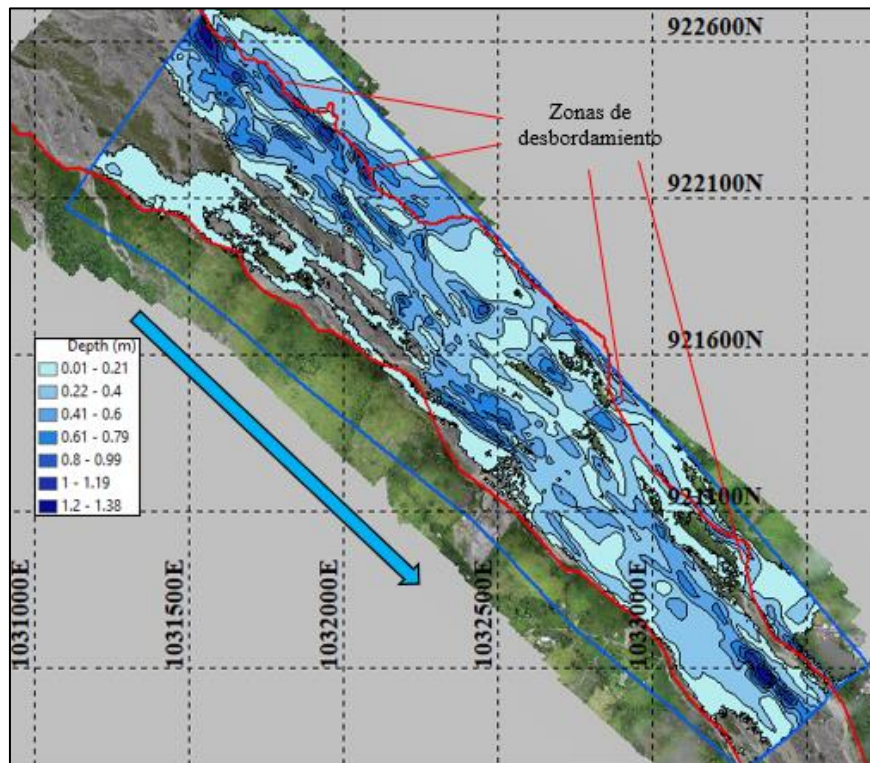 922600N
Zonas de
desbordamiento
922100N
921600N
Depth (m)
0.01 - 0.21
0.22 - 0.4
0.41 - 0.6
0.61 - 0.79
0.8 - 0.99
1 - 1.19
1.2 - 1.38
921100N
1031000E
1031500E
1032000E
1032500E
1033000E